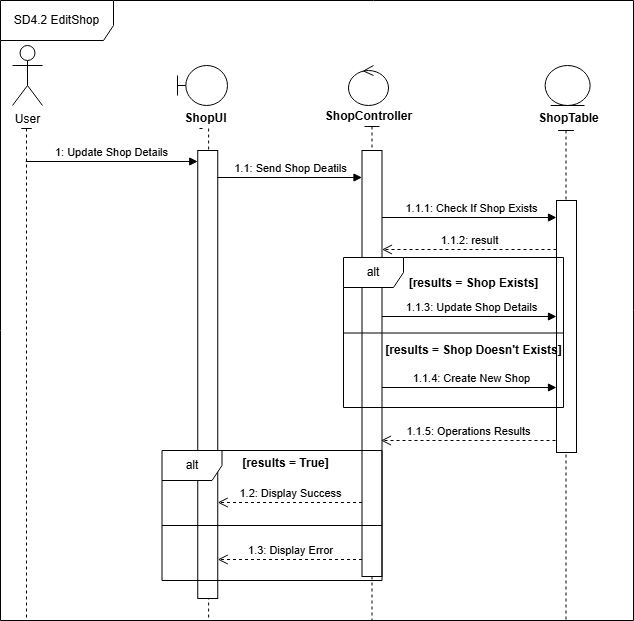 SD4.2 EditShop
User
ShopUI
ShopController
ShopTable
1: Update Shop Details
1.1: Send Shop Deatils
1.1.1: Check If Shop Exists
1.1.2: result
alt
[results = Shop Exists]
1.1.3: Update Shop Details
[results = Shop Doesn't Exists]
1.1.4: Create New Shop
1.1.5: Operations Results
alt
[results = True]
1.2: Display Success
1.3: Display Error